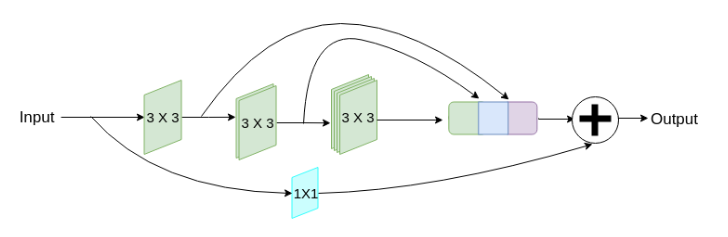 Input
3 X 3
3 X 3
3 X 3
Output
1X1